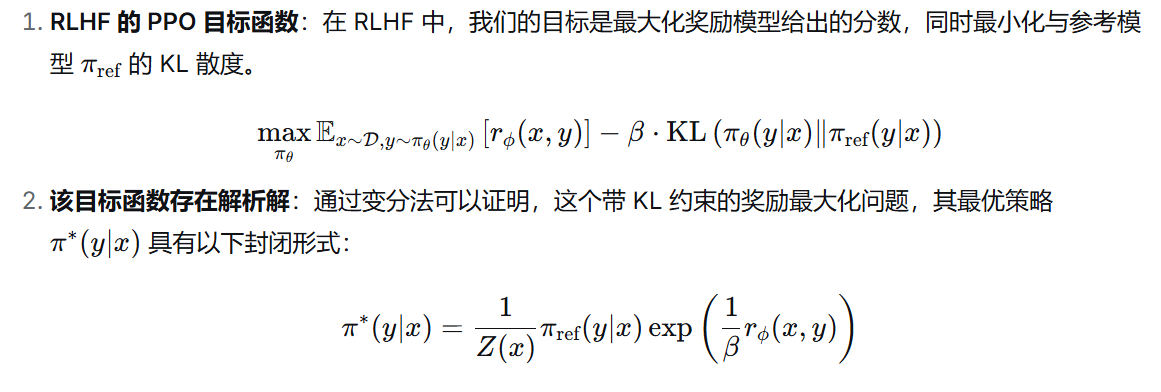 1. RLHF 的 PPO 目标函数：在 RLHF 中，我们的目标是最大化奖励模型给出的分数，同时最小化与参考模
型 π_ref 的 KL 散度。
max_{π_θ} 𝔼_{x∼𝒟,y∼π_θ(y|x)} [r_ϕ(x, y)] − β · KL (π_θ(y|x)||π_ref(y|x))
2. 该目标函数存在解析解：通过变分法可以证明，这个带 KL 约束的奖励最大化问题，其最优策略
π*(y|x) 具有以下封闭形式：
π*(y|x) = \frac{1}{Z(x)} π_ref(y|x) exp ( \frac{1}{β} r_ϕ(x, y) )